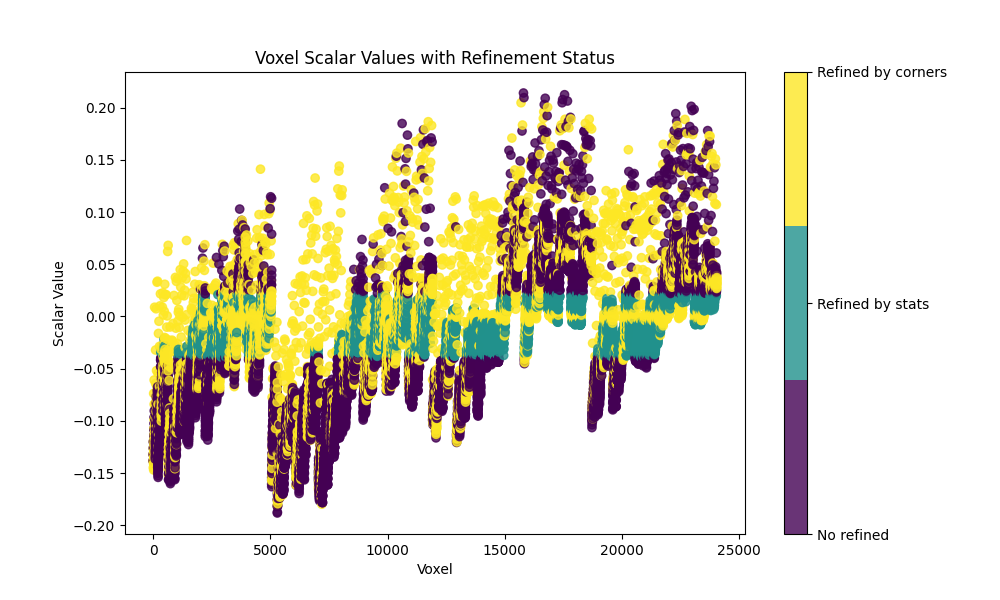 Voxel Scalar Values with Refinement Status
Refined by corners
0.20
0.15
0.10
0.05
0.00
−0.05
−0.10
−0.15
−0.20
Scalar Value
Refined by stats
No refined
0
5000
10000
15000
20000
25000
Voxel